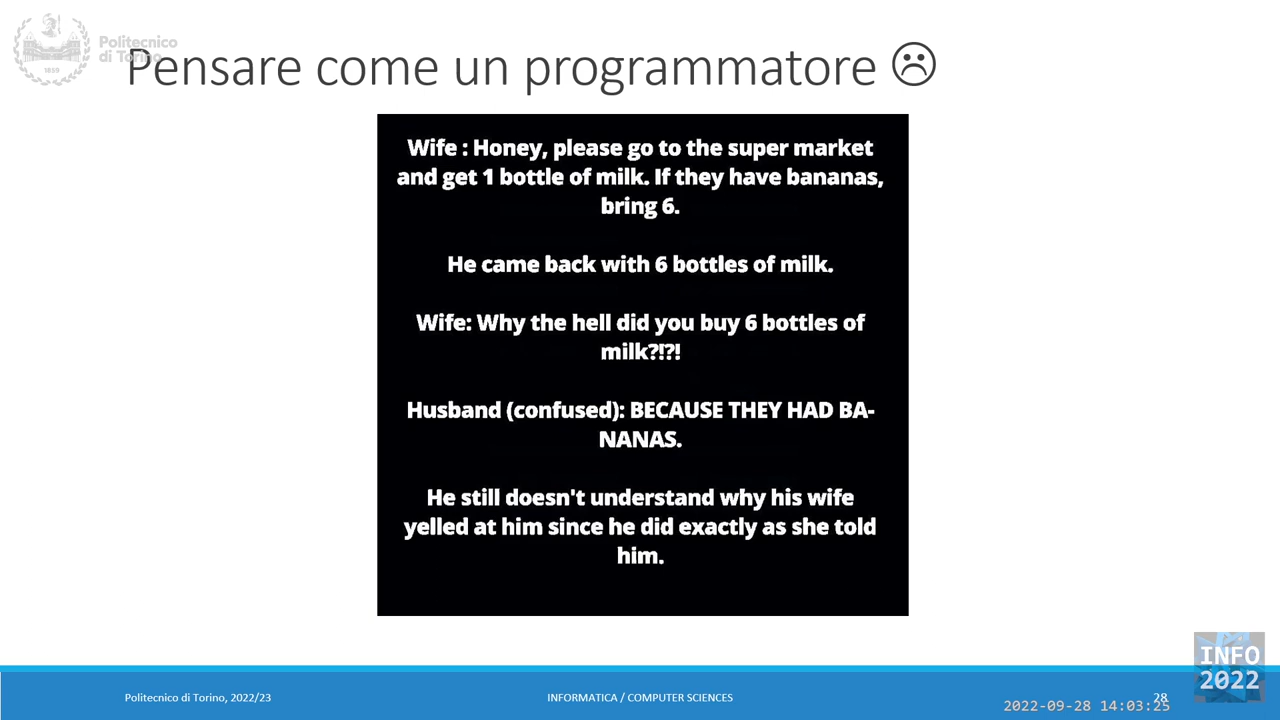 Politecnico
di Torino
1859
Pensare come un programmatore ☹
Wife : Honey, please go to the super market
and get 1 bottle of milk. If they have bananas,
bring 6.
He came back with 6 bottles of milk.
Wife: Why the hell did you buy 6 bottles of
milk?!?!
Husband (confused): BECAUSE THEY HAD BA-
NANAS.
He still doesn't understand why his wife
yelled at him since he did exactly as she told
him.
INFO
2022
Politecnico di Torino, 2022/23
INFORMATICA / COMPUTER SCIENCES
28
2022-09-28 14:03:25